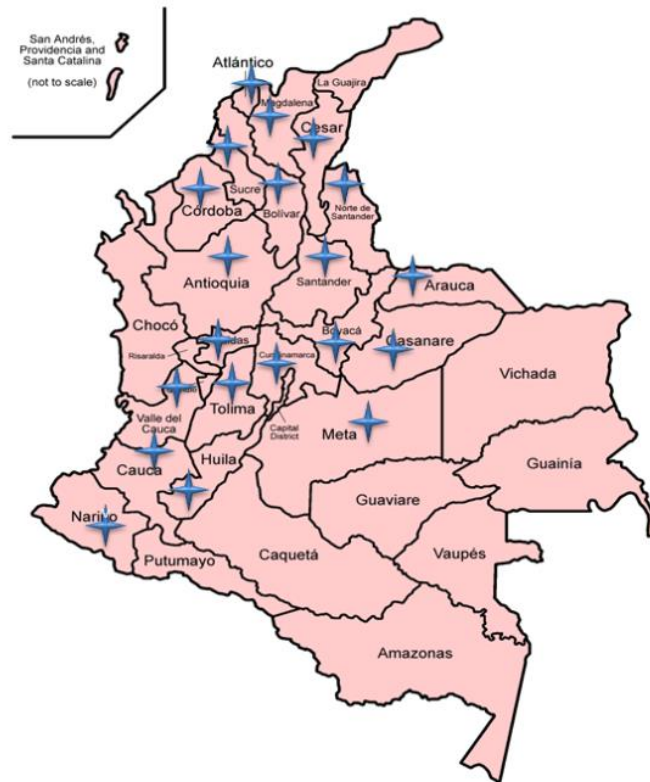 San Andrés,
Providencia and
Santa Catalina
(not to scale)
Atlántico
La Guajira
Magdalena
Cesar
Sucre
Córdoba
Bolívar
Norte de
Santander
Antioquia
Santander
Arauca
Chocó
Boyacá
Casanare
Risaralda
Cundinamarca
Vichada
Tolima
Valle del
Cauca
Capital
District
Meta
Cauca
Huila
Guainía
Guaviare
Nariño
Caquetá
Vaupés
Putumayo
Amazonas